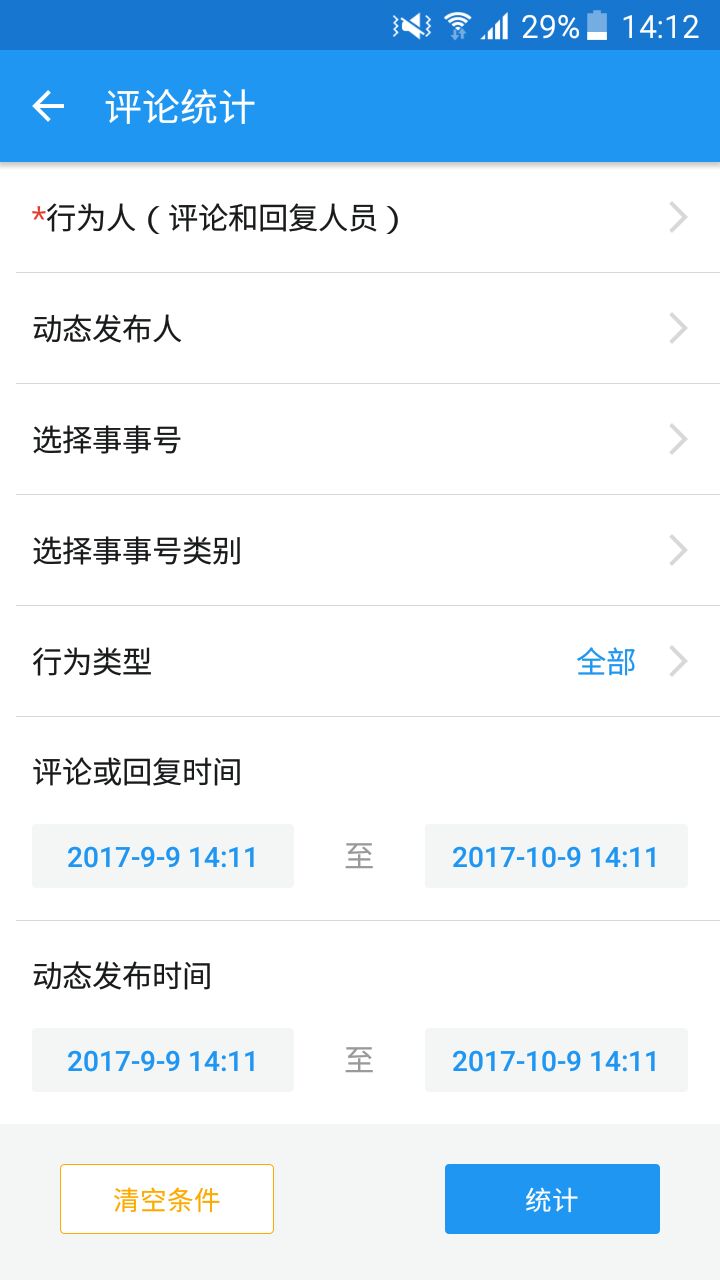 29% 14:12
评论统计
*行为人（评论和回复人员）
动态发布人
选择事事号
选择事事号类别
行为类型 全部
评论或回复时间
2017-9-9 14:11 至 2017-10-9 14:11
动态发布时间
2017-9-9 14:11 至 2017-10-9 14:11
清空条件 统计